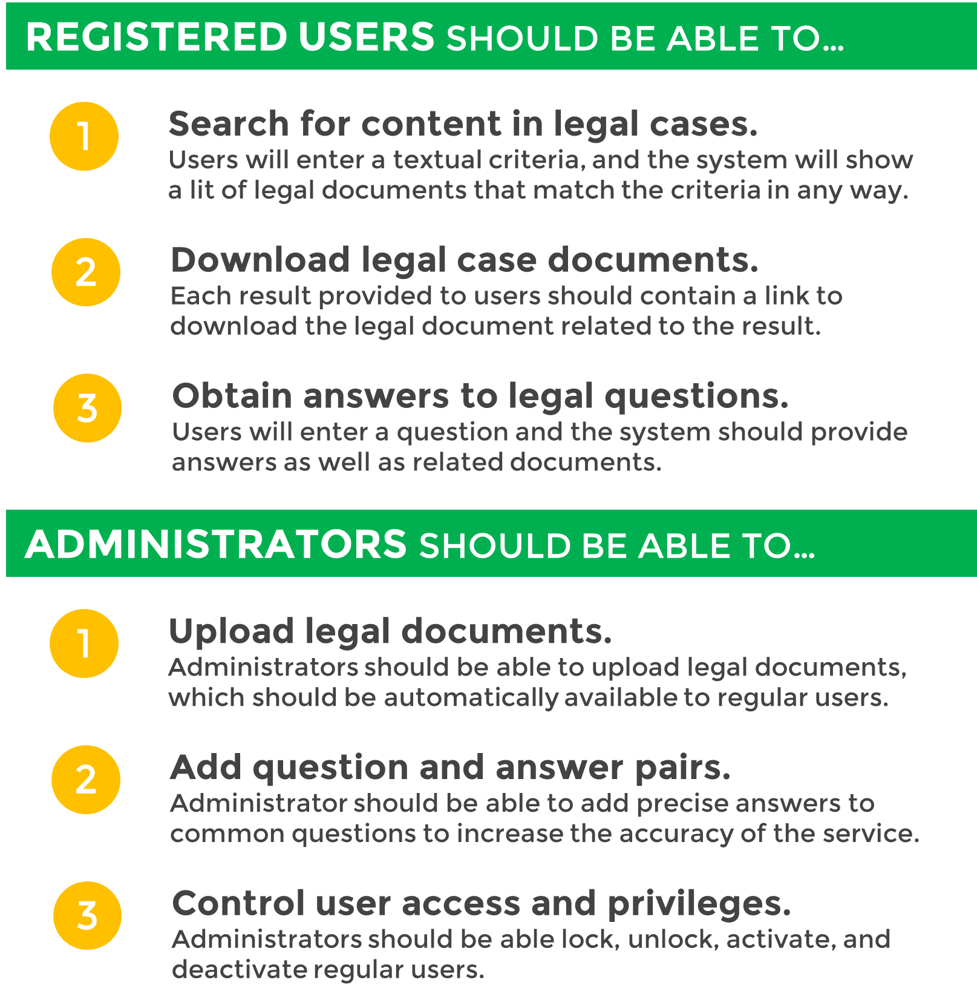 REGISTERED USERS SHOULD BE ABLE TO...
1
Search for content in legal cases.
Users will enter a textual criteria, and the system will show
a lit of legal documents that match the criteria in any way.
2
Download legal case documents.
Each result provided to users should contain a link to
download the legal document related to the result.
3
Obtain answers to legal questions.
Users will enter a question and the system should provide
answers as well as related documents.
ADMINISTRATORS SHOULD BE ABLE TO...
1
Upload legal documents.
Administrators should be able to upload legal documents,
which should be automatically available to regular users.
2
Add question and answer pairs.
Administrator should be able to add precise answers to
common questions to increase the accuracy of the service.
3
Control user access and privileges.
Administrators should be able lock, unlock, activate, and
deactivate regular users.